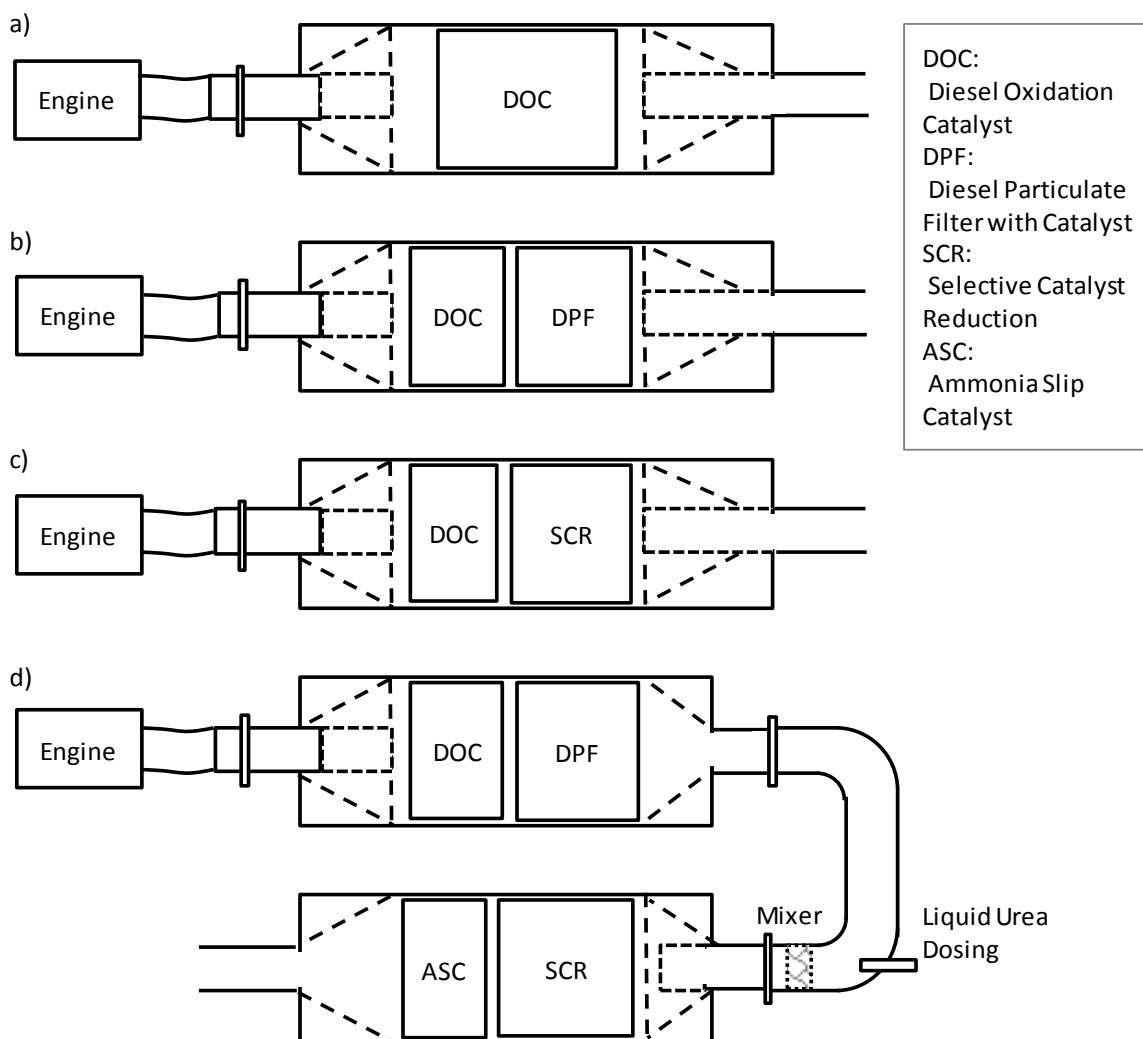 a)
Engine
DOC
b)
Engine
DOC
DPF
c)
Engine
DOC
SCR
d)
Engine
DOC
DPF
ASC
SCR
Mixer
Liquid Urea
Dosing
DOC:
Diesel Oxidation
Catalyst
DPF:
Diesel Particulate
Filter with Catalyst
SCR:
Selective Catalyst
Reduction
ASC:
Ammonia Slip
Catalyst